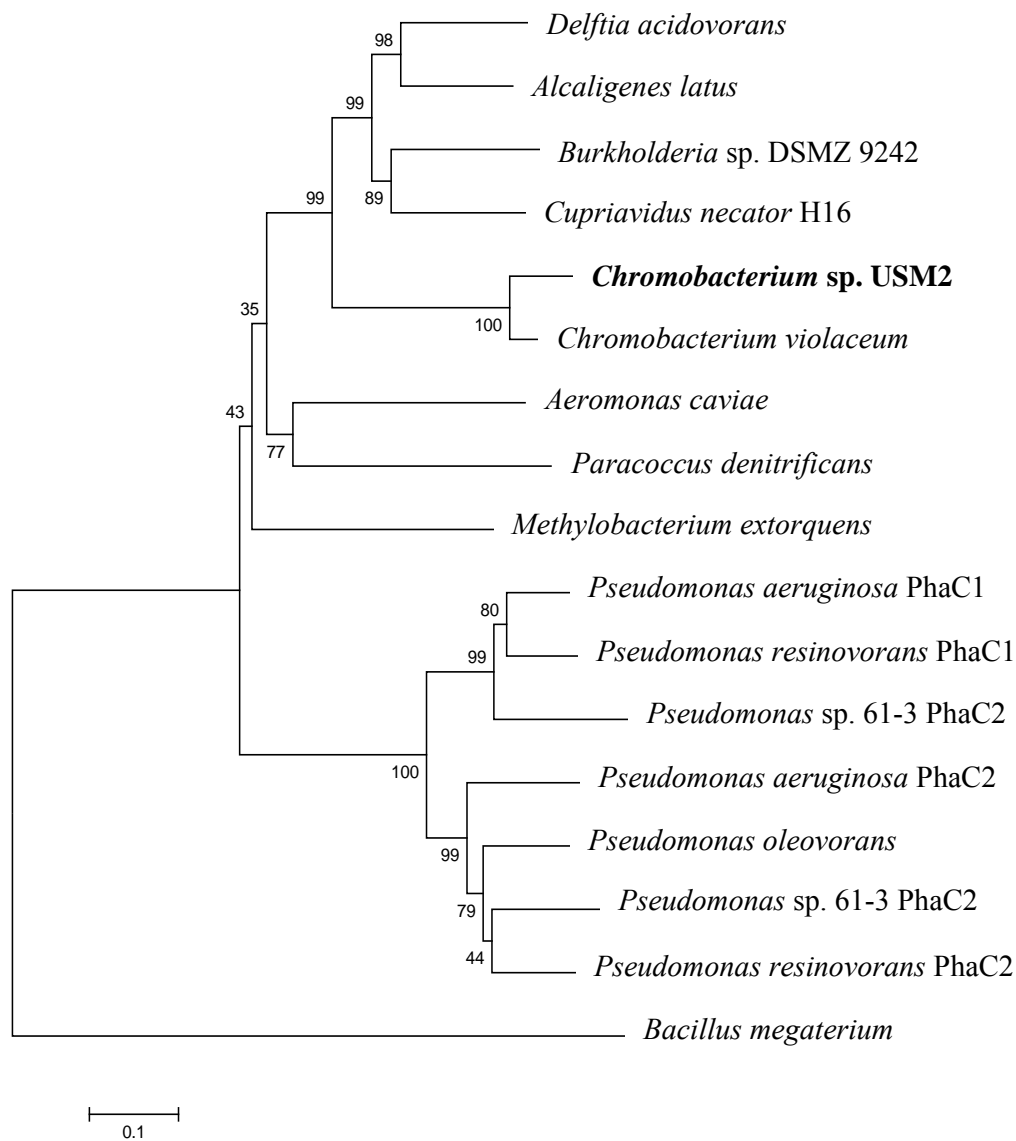 Delftia acidovorans
98
Alcaligenes latus
99
Burkholderia sp. DSMZ 9242
99
89
Cupriavidus necator H16
Chromobacterium sp. USM2
35
100
Chromobacterium violaceum
Aeromonas caviae
43
77
Paracoccus denitrificans
Methylobacterium extorquens
Pseudomonas aeruginosa PhaC1
80
Pseudomonas resinovorans PhaC1
99
Pseudomonas sp. 61-3 PhaC2
100
Pseudomonas aeruginosa PhaC2
Pseudomonas oleovorans
99
Pseudomonas sp. 61-3 PhaC2
79
44
Pseudomonas resinovorans PhaC2
Bacillus megaterium
0.1